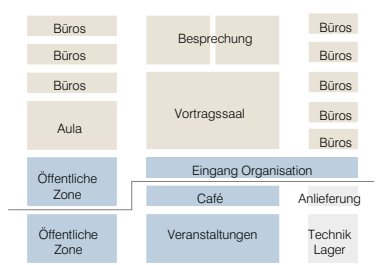 Büros
Büros
Büros
Aula
Öffentliche
Zone
Öffentliche
Zone
Besprechung
Vortragssaal
Eingang Organisation
Café
Veranstaltungen
Büros
Büros
Büros
Büros
Büros
Anlieferung
Technik
Lager